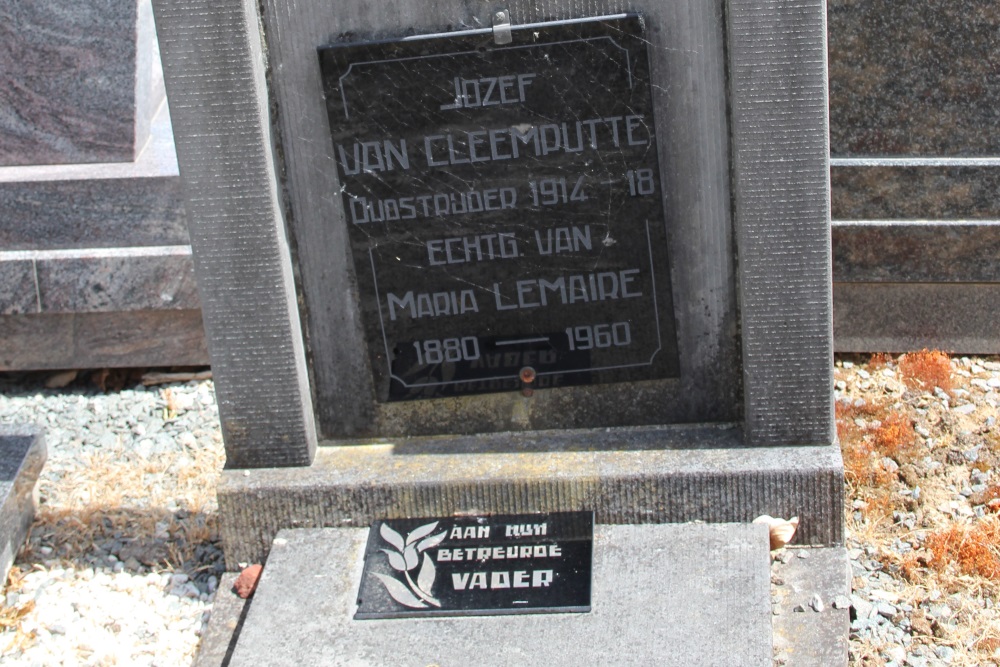 JOZEF
VAN CLEEMPUTTE
OUDSTRIJDER 1914 - 18
ECHTG. VAN
MARIA LEMAIRE
1880 — 1960
AAN MIJN
BETREURDE
VADER